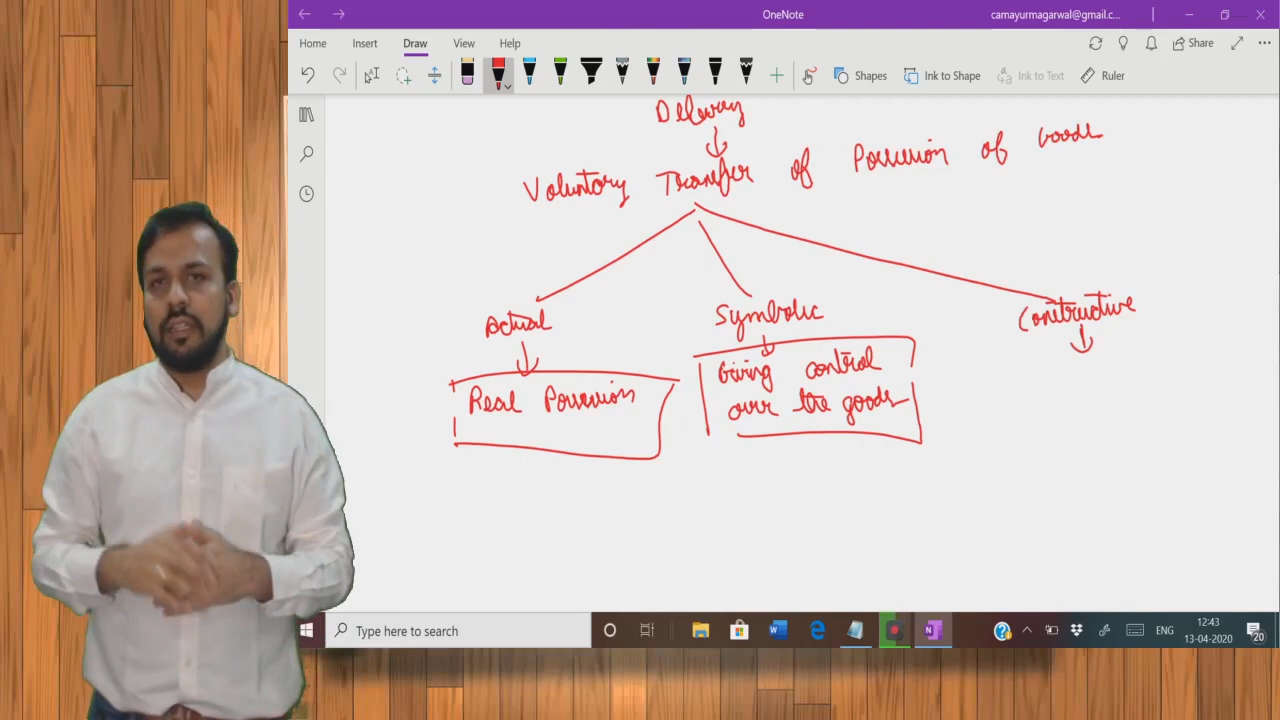 OneNote
camayurmagarwal@gmail.c...
Home Insert Draw View Help
Share
Shapes
Ink to Shape
Ink to Text
Ruler
Delivery
Voluntory Transfer of Possession of Goods
Actual
Symbolic
Constructive
Real Possession
Giving control
over the goods
Type here to search
ENG
12:43
13-04-2020
20